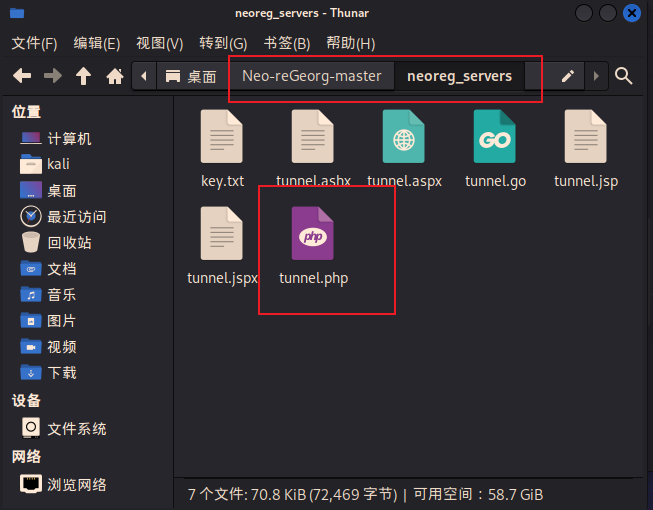 neoreg_servers - Thunar
文件(F) 编辑(E) 视图(V) 转到(G) 书签(B) 帮助(H)
桌面 Neo-reGeorg-master neoreg_servers
位置
计算机
kali
桌面
最近访问
回收站
文档
音乐
图片
视频
下载
设备
文件系统
网络
浏览网络
key.txt tunnel.ashx tunnel.aspx tunnel.go tunnel.jsp
GO
tunnel.jspx tunnel.php
php
7 个文件: 70.8 KiB (72,469 字节) | 可用空间：58.7 GiB